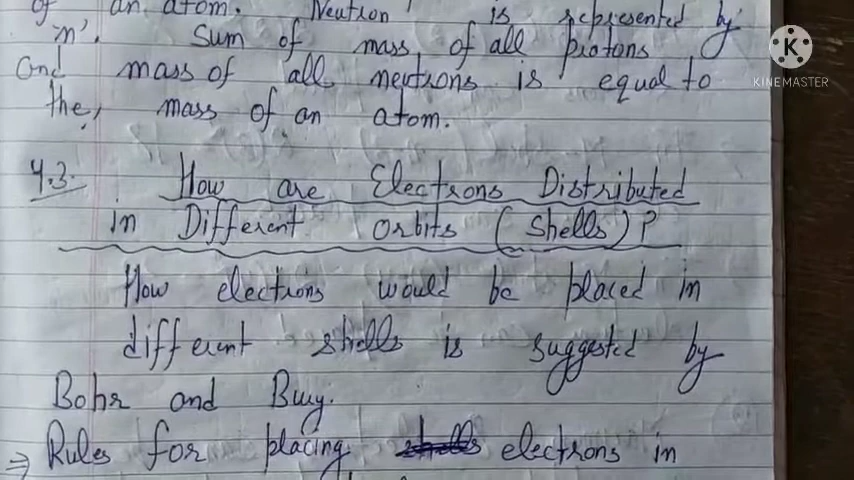 of an atom. Neutron is represented by
'n'. Sum of mass of all protons
and mass of all neutrons is equal to
the, mass of an atom.
4.3. How are Electrons Distributed
in Different Orbits (Shells)?
How electrons would be placed in
different shells is suggested by
Bohr and Bury.
⇒ Rules for placing electrons in
K
KINEMASTER